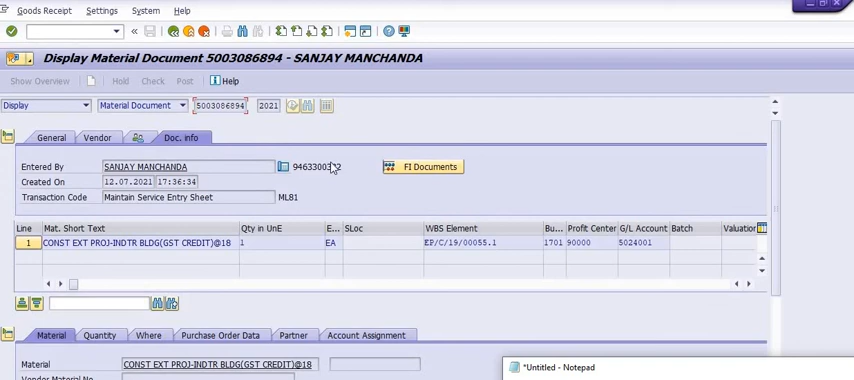 Goods Receipt Settings System Help
Display Material Document 5003086894 - SANJAY MANCHANDA
Show Overview Hold Check Post Help
Display Material Document 5003086894 2021
General Vendor Doc. info
Entered By SANJAY MANCHANDA FI Documents
Created On 12.07.2021 17:36:34
Transaction Code Maintain Service Entry Sheet ML81
Line Mat. Short Text Qty in UnE E... SLoc WBS Element Bu... Profit Center G/L Account Batch Valuation
1 CONST EXT PROJ-INDTR BLDG(GST CREDIT)@18 1 EA EP/C/19/00055.1 1701 90000 5024001
Material Quantity Where Purchase Order Data Partner Account Assignment
Material CONST EXT PROJ-INDTR BLDG(GST CREDIT)@18
*Untitled - Notepad
Vendor Material No